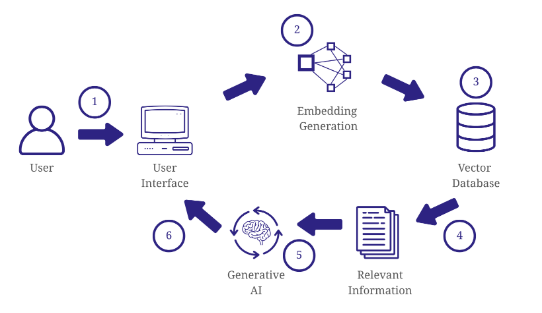 1
2
3
User
User
Interface
Embedding
Generation
Vector
Database
4
5
6
Generative
AI
Relevant
Information